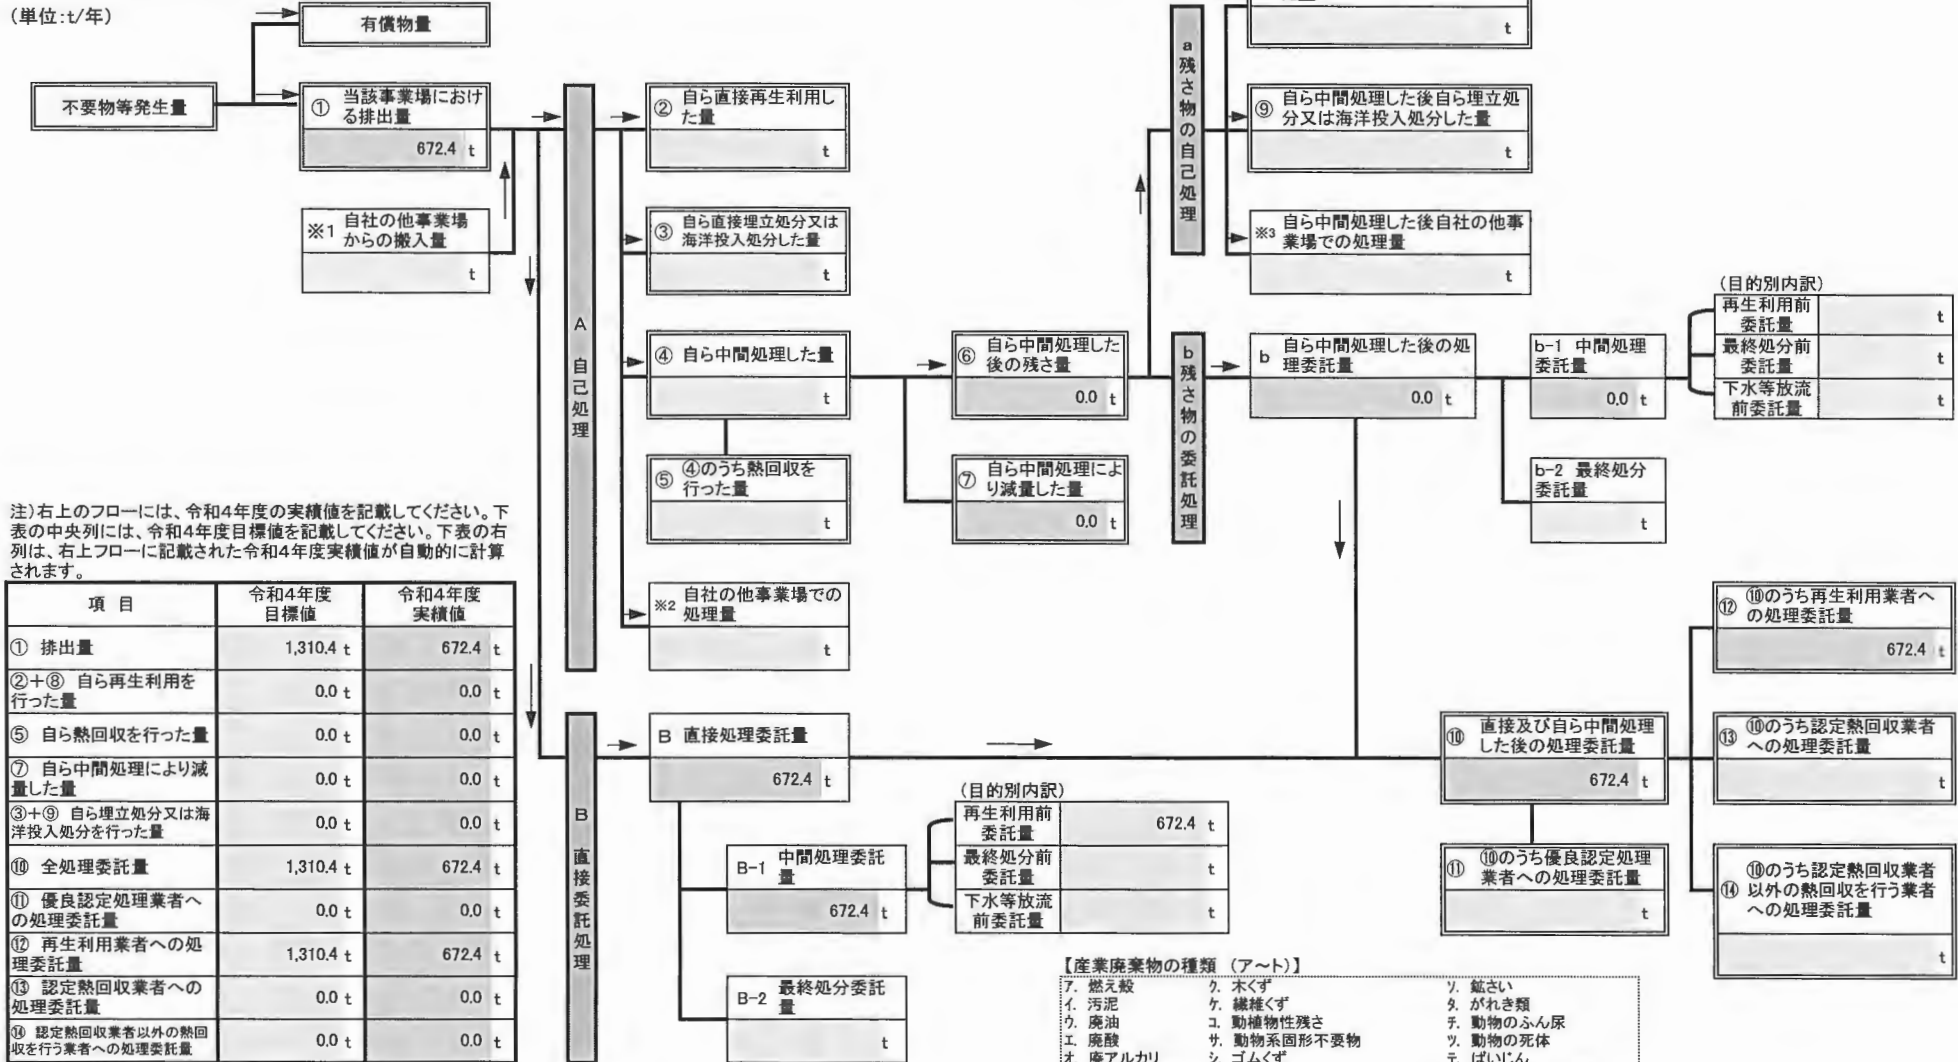 (単位:t/年)
有償物量
不要物等発生量
① 当該事業場におけ
る排出量
672.4 t
※1 自社の他事業場
からの搬入量
t
A 自己処理
② 自ら直接再生利用し
た量
t
③ 自ら直接埋立処分又は
海洋投入処分した量
t
④ 自ら中間処理した量
t
⑤ ④のうち熱回収を
行った量
t
※2 自社の他事業場での
処理量
t
⑥ 自ら中間処理した
後の残さ量
0.0 t
⑦ 自ら中間処理によ
り減量した量
0.0 t
a 残さ物の自己処理
t
⑨ 自ら中間処理した後自ら埋立処
分又は海洋投入処分した量
t
※3 自ら中間処理した後自社の他事
業場での処理量
t
b 残さ物の委託処理
b 自ら中間処理した後の処
理委託量
0.0 t
b-1 中間処理
委託量
0.0 t
b-2 最終処分
委託量
t
(目的別内訳)
再生利用前
委託量
t
最終処分前
委託量
t
下水等放流
前委託量
t
注)右上のフローには、令和4年度の実績値を記載してください。下
表の中央列には、令和4年度目標値を記載してください。下表の右
列は、右上フローに記載された令和4年度実績値が自動的に計算
されます。
項 目 令和4年度 目標値 令和4年度 実績値
① 排出量 1,310.4 t 672.4 t
②+⑧ 自ら再生利用を
行った量 0.0 t 0.0 t
⑤ 自ら熱回収を行った量 0.0 t 0.0 t
⑦ 自ら中間処理により減
量した量 0.0 t 0.0 t
③+⑨ 自ら埋立処分又は海
洋投入処分を行った量 0.0 t 0.0 t
⑩ 全処理委託量 1,310.4 t 672.4 t
⑪ 優良認定処理業者へ
の処理委託量 0.0 t 0.0 t
⑫ 再生利用業者への処
理委託量 1,310.4 t 672.4 t
⑬ 認定熱回収業者への
処理委託量 0.0 t 0.0 t
⑭ 認定熱回収業者以外の熱回
収を行う業者への処理委託量 0.0 t 0.0 t
B 直接委託処理
B 直接処理委託量
672.4 t
B-1 中間処理委託
量
672.4 t
B-2 最終処分委託
量
t
(目的別内訳)
再生利用前
委託量
672.4 t
最終処分前
委託量
t
下水等放流
前委託量
t
⑩ 直接及び自ら中間処理
した後の処理委託量
672.4 t
⑪ ⑩のうち優良認定処理
業者への処理委託量
t
⑫ ⑩のうち再生利用業者へ
の処理委託量
672.4 t
⑬ ⑩のうち認定熱回収業者
への処理委託量
t
⑭ ⑩のうち認定熱回収業者
以外の熱回収を行う業者
への処理委託量
t
【産業廃棄物の種類 (ア~ト)】
ア. 燃え殻 ク. 木くず ソ. 鉱さい
イ. 汚泥 ケ. 繊維くず タ. がれき類
ウ. 廃油 コ. 動植物性残さ チ. 動物のふん尿
エ. 廃酸 サ. 動物系固形不要物 ツ. 動物の死体
オ. 廃アルカリ シ. ゴムくず テ. ばいじん